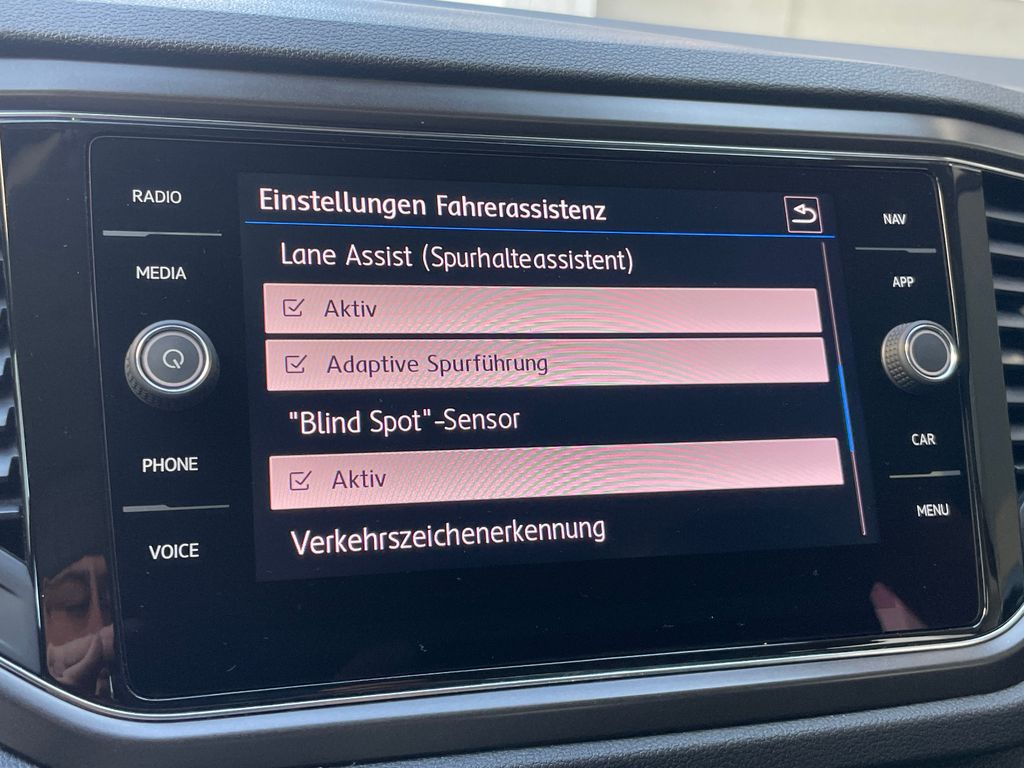 RADIO
MEDIA
PHONE
VOICE
Einstellungen Fahrerassistenz
Lane Assist (Spurhalteassistent)
Aktiv
Adaptive Spurführung
"Blind Spot"-Sensor
Aktiv
Verkehrszeichenerkennung
NAV
APP
CAR
MENU